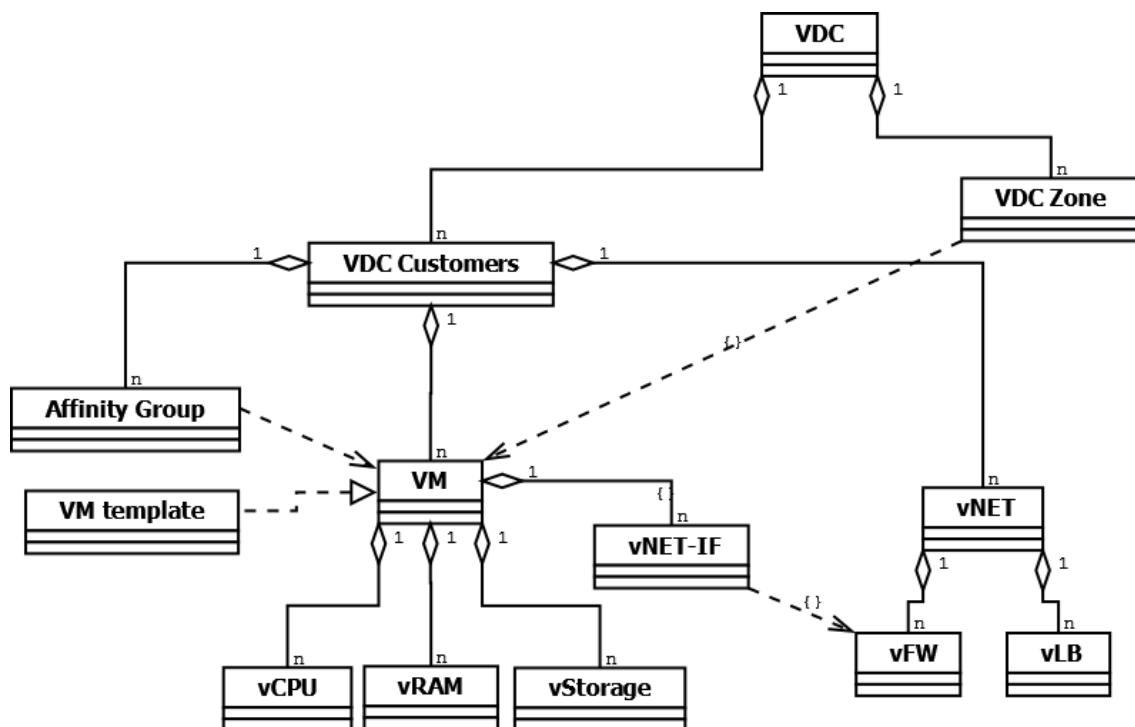 VDC
1
1
n
VDC Zone
n
1
VDC Customers
1
1
{}
n
Affinity Group
n
VM
1
n
VM template
{}
n
vNET
vNET-IF
1
1
1
1
1
{}
n
n
vFW
vLB
n
n
n
vCPU
vRAM
vStorage